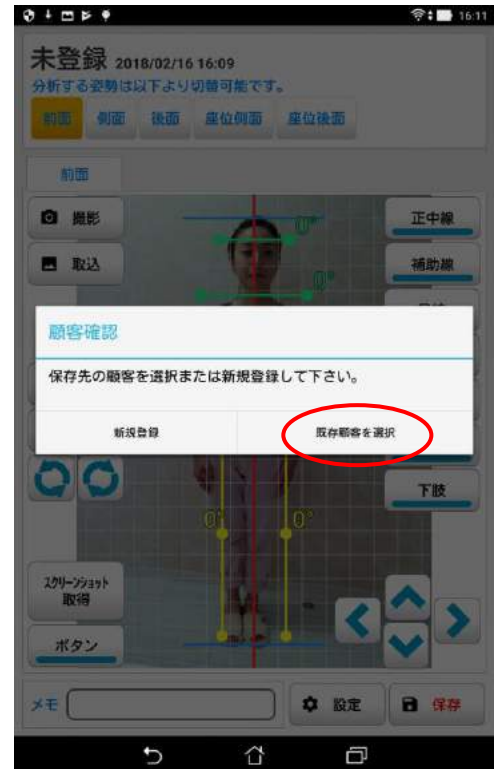 16:11
未登録 2018/02/16 16:09
分析する姿勢は以下より切替可能です。
前面 側面 後面 座位側面 座位後面
前面
撮影
正中線
取込
補助線
0°
0°
顧客確認
保存先の顧客を選択または新規登録して下さい。
新規登録 既存顧客を選択
下肢
0° 0°
スクリーンショット
取得
ボタン
メモ 設定 保存